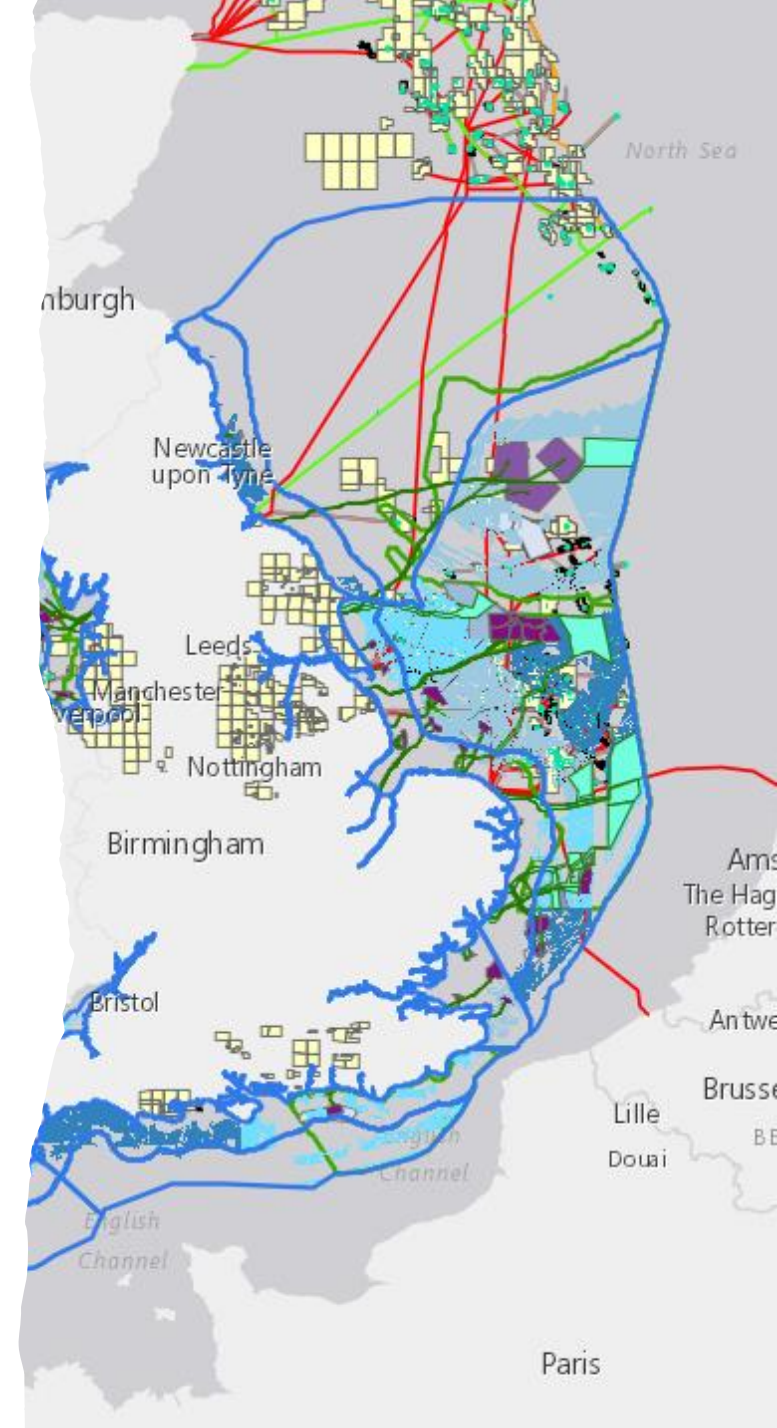 North Sea
nburgh
Newcastle
upon Tyne
Leeds
Manchester
verpool
Nottingham
Birmingham
Ams
The Hag
Rotter
Bristol
Antwe
Brusse
Lille
BE
English
Channel
Douai
English
Channel
Paris